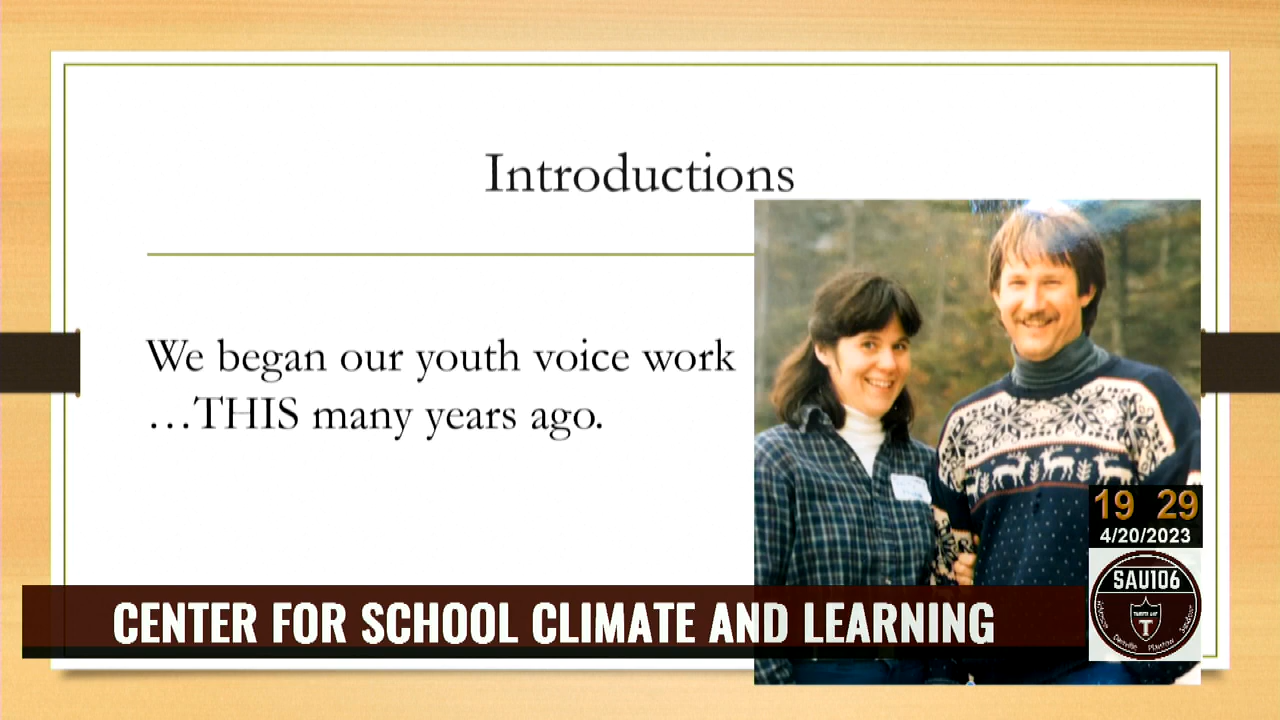 Introductions
We began our youth voice work
…THIS many years ago.
19 29
4/20/2023
SAU106
T
CENTER FOR SCHOOL CLIMATE AND LEARNING